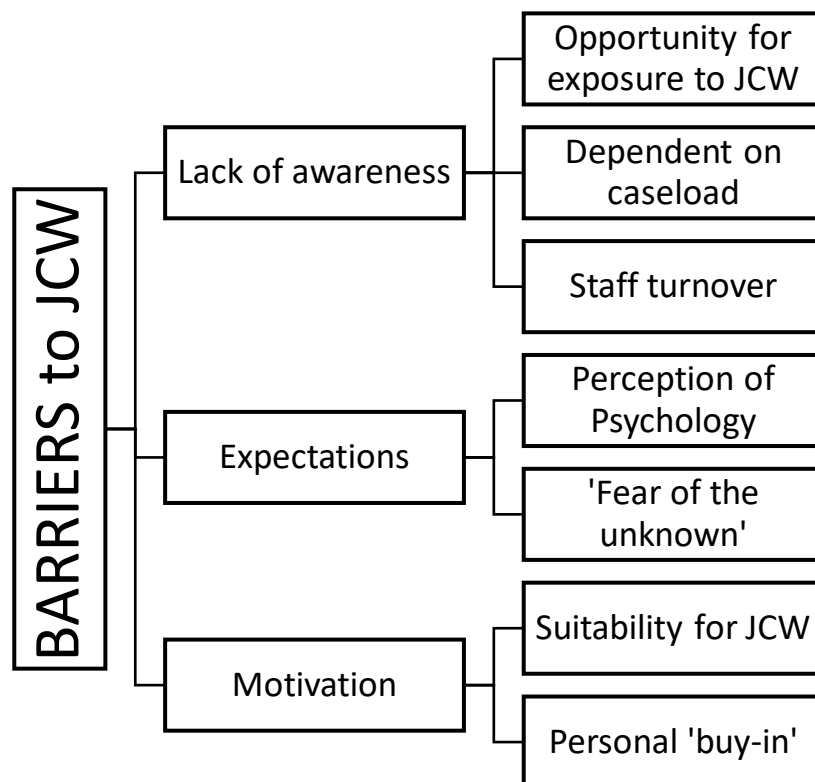 BARRIERS to JCW
Lack of awareness
Opportunity for
exposure to JCW
Dependent on
caseload
Staff turnover
Expectations
Perception of
Psychology
'Fear of the
unknown'
Motivation
Suitability for JCW
Personal 'buy-in'